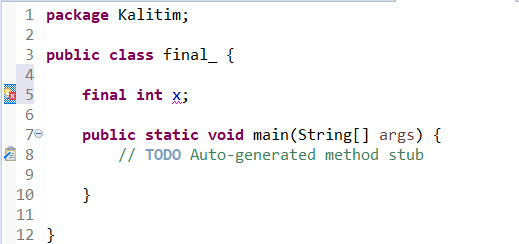 1 package Kalitim;
2
3 public class final_ {
4
5     final int x;
6
7     public static void main(String[] args) {
8         // TODO Auto-generated method stub
9
10     }
11
12 }